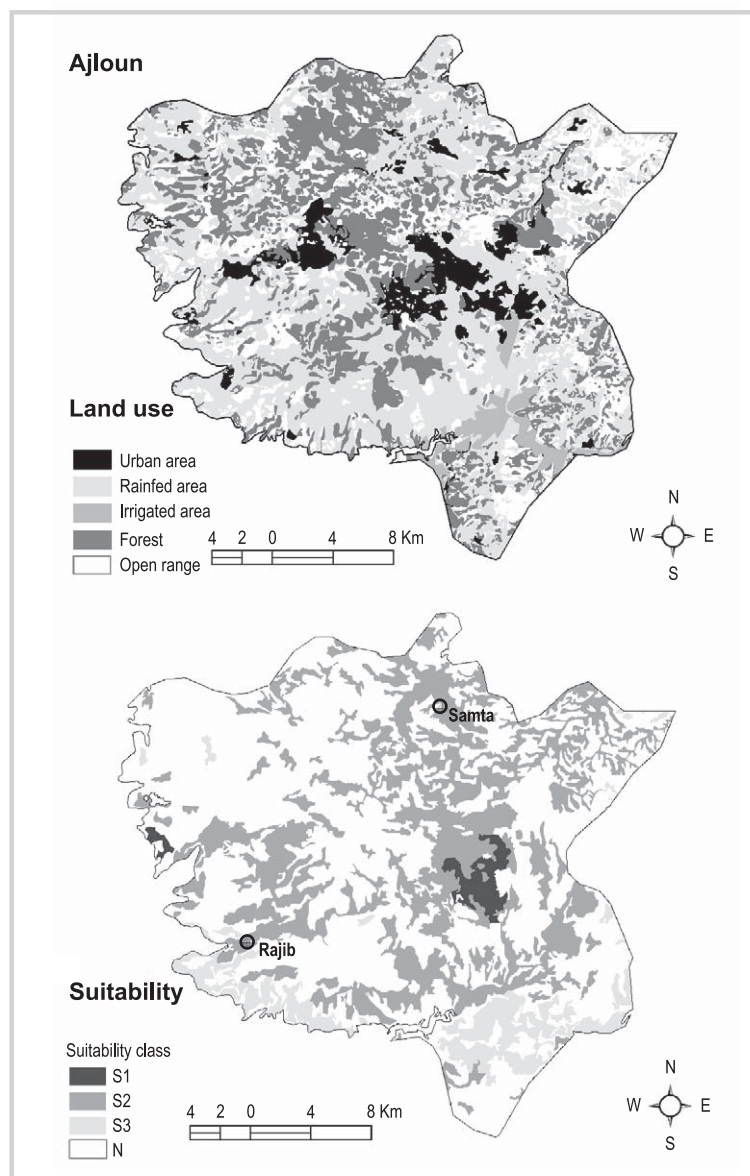 Ajloun
Land use
Urban area
Rainfed area
Irrigated area
Forest
Open range
4 2 0 4 8 Km
N
W E
S
Samta
Rajib
Suitability
Suitability class
S1
S2
S3
N
4 2 0 4 8 Km
N
W E
S